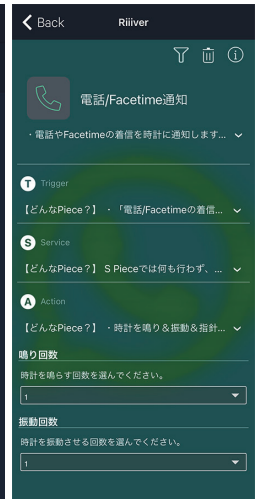 Back
Riiiver
電話/Facetime通知
・電話やFacetimeの着信を時計に通知します...
T Trigger
【どんなPiece？】 ・「電話/Facetimeの着信...
S Service
【どんなPiece？】 S Pieceでは何も行わず、...
A Action
【どんなPiece？】 ・時計を鳴り＆振動＆指針...
鳴り回数
時計を鳴らす回数を選んでください。
1
振動回数
時計を振動させる回数を選んでください。
1